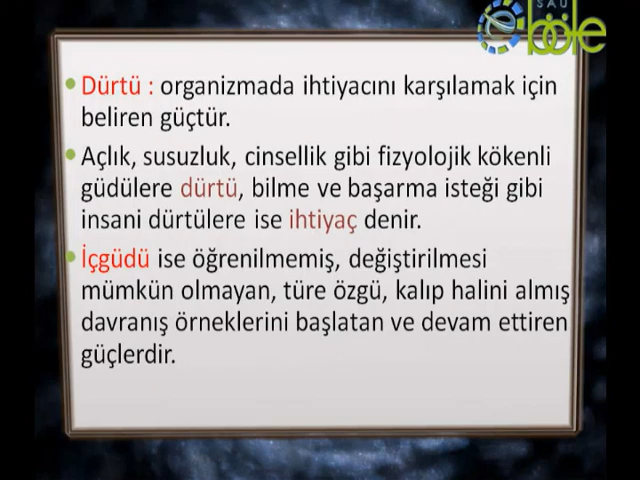 SAÜ
e böte
Dürtü : organizmada ihtiyacını karşılamak için
beliren güçtür.
Açlık, susuzluk, cinsellik gibi fizyolojik kökenli
güdülere dürtü, bilme ve başarma isteği gibi
insani dürtülere ise ihtiyaç denir.
İçgüdü ise öğrenilmemiş, değiştirilmesi
mümkün olmayan, türe özgü, kalıp halini almış
davranış örneklerini başlatan ve devam ettiren
güçlerdir.